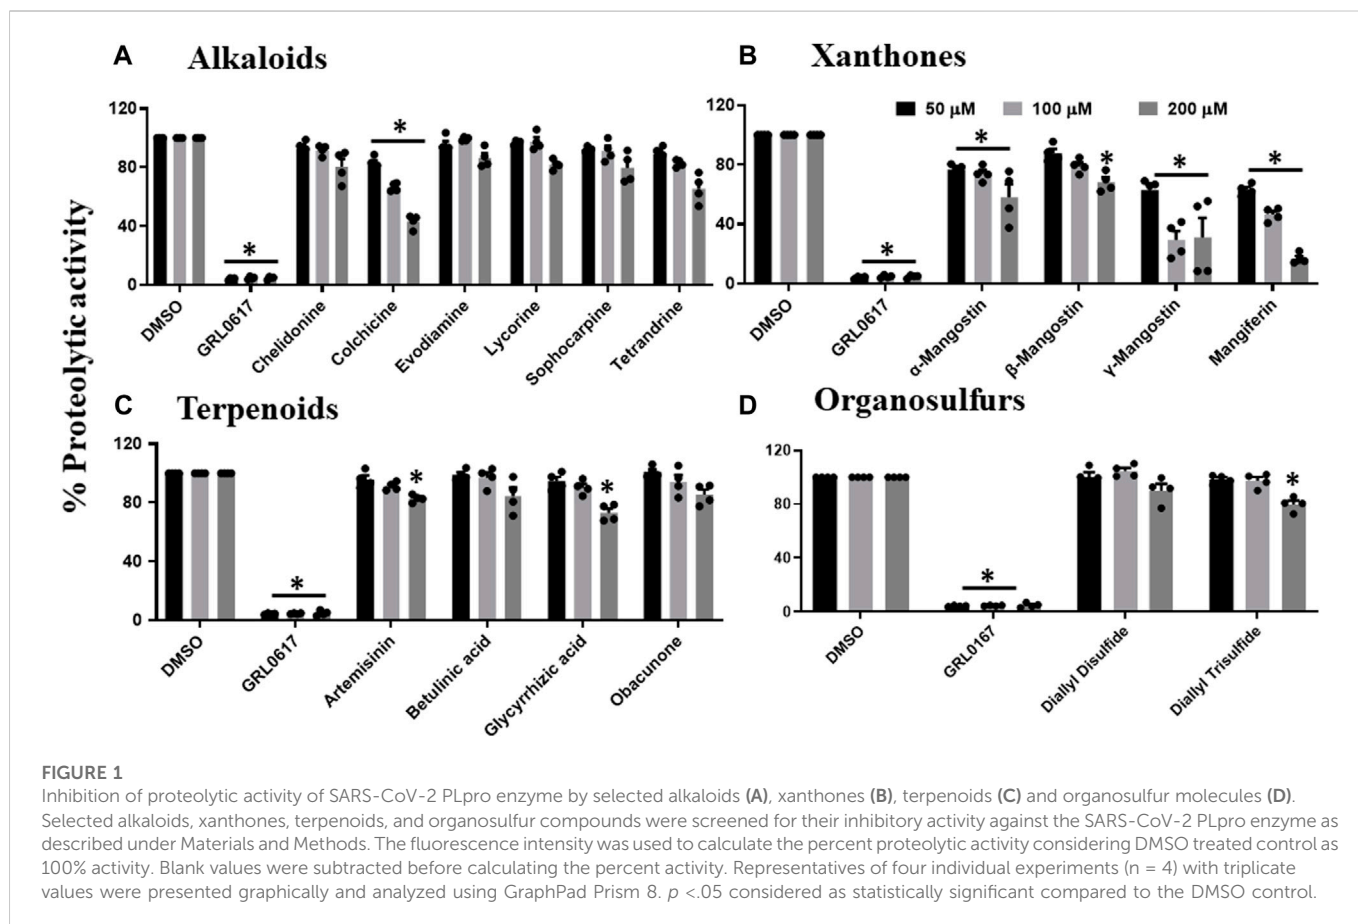 A Alkaloids
*
*
120
80
40
0
DMSO
GRL0617
Chelidonine
Colchicine
Evodiamine
Lycorine
Sophocarpine
Tetrandrine
B Xanthones
50 μM 100 μM 200 μM
*
*
*
*
*
120
80
40
0
DMSO
GRL0617
α-Mangostin
β-Mangostin
γ-Mangostin
Mangiferin
% Proteolytic activity
C Terpenoids
*
*
*
120
80
40
0
DMSO
GRL0617
Artemisinin
Betulinic acid
Glycyrrhizic acid
Obacunone
D Organosulfurs
*
*
120
80
40
0
DMSO
GRL0167
Diallyl Disulfide
Diallyl Trisulfide
FIGURE 1
Inhibition of proteolytic activity of SARS-CoV-2 PLpro enzyme by selected alkaloids (A), xanthones (B), terpenoids (C) and organosulfur molecules (D).
Selected alkaloids, xanthones, terpenoids, and organosulfur compounds were screened for their inhibitory activity against the SARS-CoV-2 PLpro enzyme as
described under Materials and Methods. The fluorescence intensity was used to calculate the percent proteolytic activity considering DMSO treated control as
100% activity. Blank values were subtracted before calculating the percent activity. Representatives of four individual experiments (n = 4) with triplicate
values were presented graphically and analyzed using GraphPad Prism 8. p <.05 considered as statistically significant compared to the DMSO control.